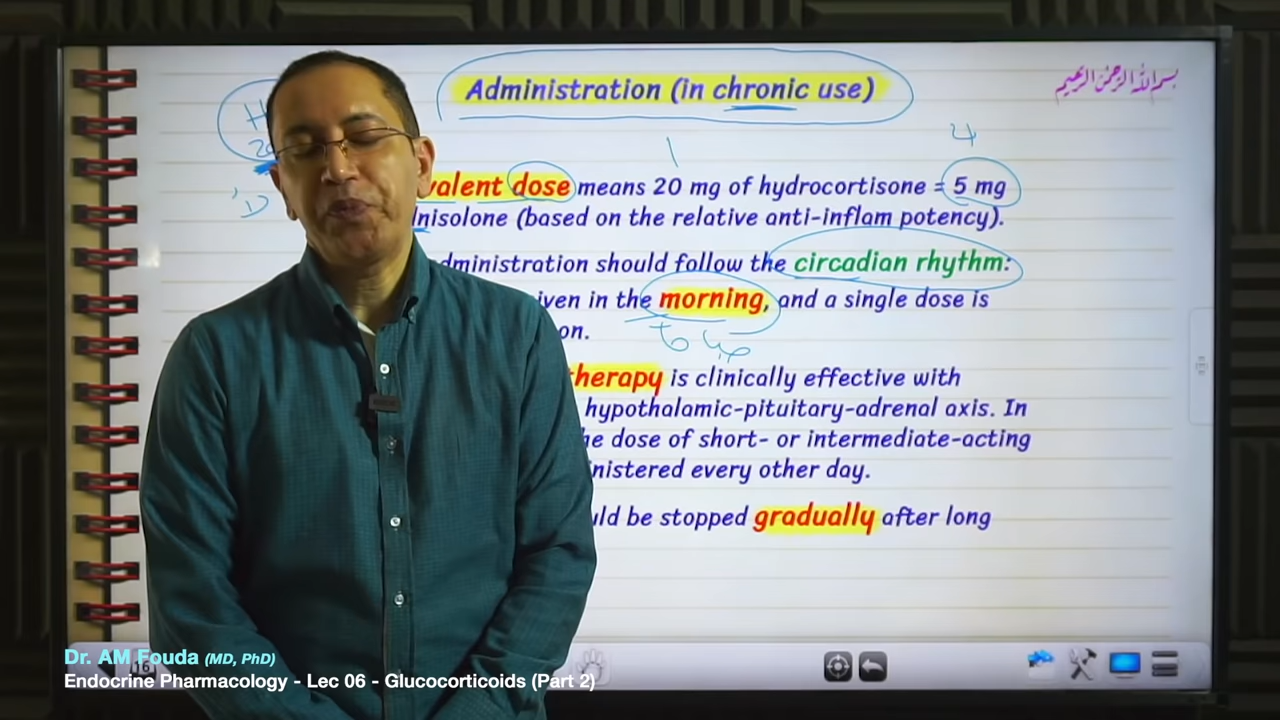 Administration (in chronic use)
بسم الله الرحمن الرحيم
H
1
4
valent dose means 20 mg of hydrocortisone = 5 mg
nisolone (based on the relative anti-inflam potency).
dministration should follow the circadian rhythm:
iven in the morning, and a single dose is
on.
therapy is clinically effective with
hypothalamic-pituitary-adrenal axis. In
he dose of short- or intermediate-acting
nistered every other day.
uld be stopped gradually after long
Dr. AM Fouda (MD, PhD)
Endocrine Pharmacology - Lec 06 - Glucocorticoids (Part 2)